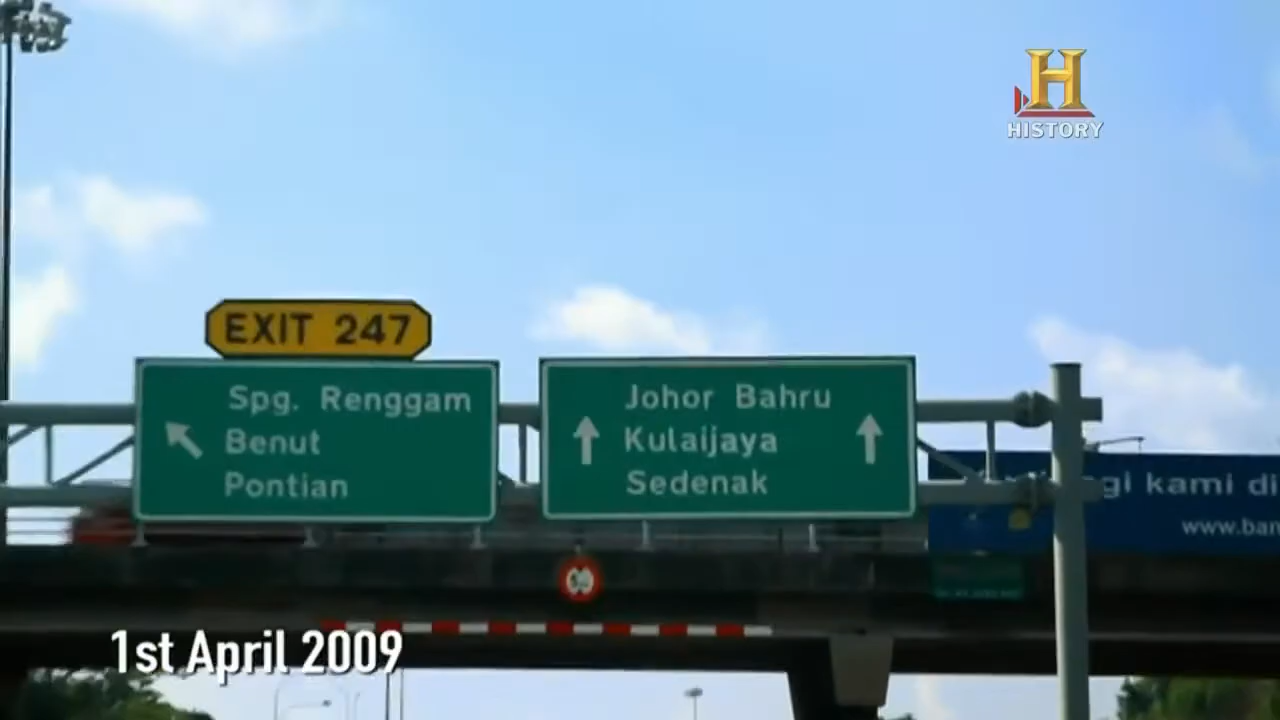 HISTORY
EXIT 247
Spg. Renggam
Benut
Pontian
Johor Bahru
Kulaijaya
Sedenak
gi kami di
www.ban
1st April 2009